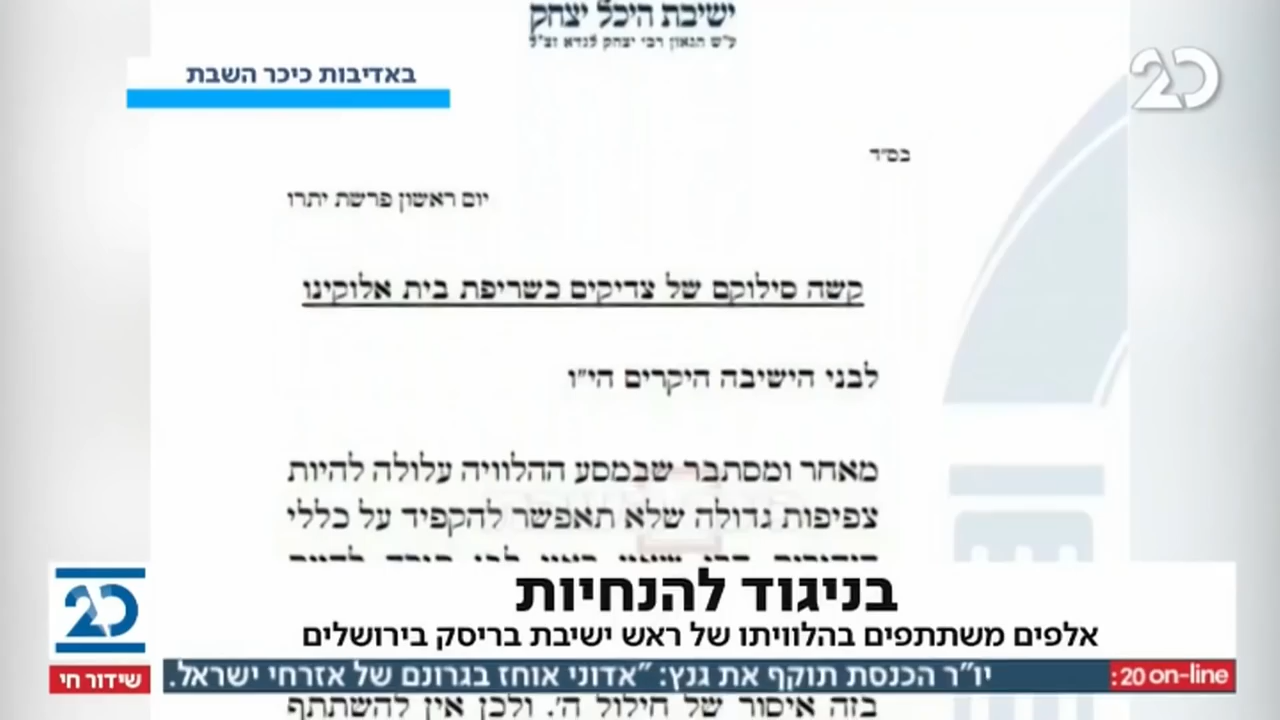 ישיבת היכל יצחק
ע"ש הגאון רבי יצחק לנדא זצ"ל
באדיבות כיכר השבת
20
בס"ד
יום ראשון פרשת יתרו
קשה סילוקם של צדיקים כשריפת בית אלוקינו
לבני הישיבה היקרים הי"ו
מאחר ומסתבר שבמסע ההלוויה עלולה להיות
צפיפות גדולה שלא תאפשר להקפיד על כללי
בניגוד להנחיות
אלפים משתתפים בהלוויתו של ראש ישיבת בריסק בירושלים
20
20 on-line: יו"ר הכנסת תוקף את גנץ: "אדוני אוחז בגרונם של אזרחי ישראל.
שידור חי
בזה איסור של חילול ה'. ולכן אין להשתתף